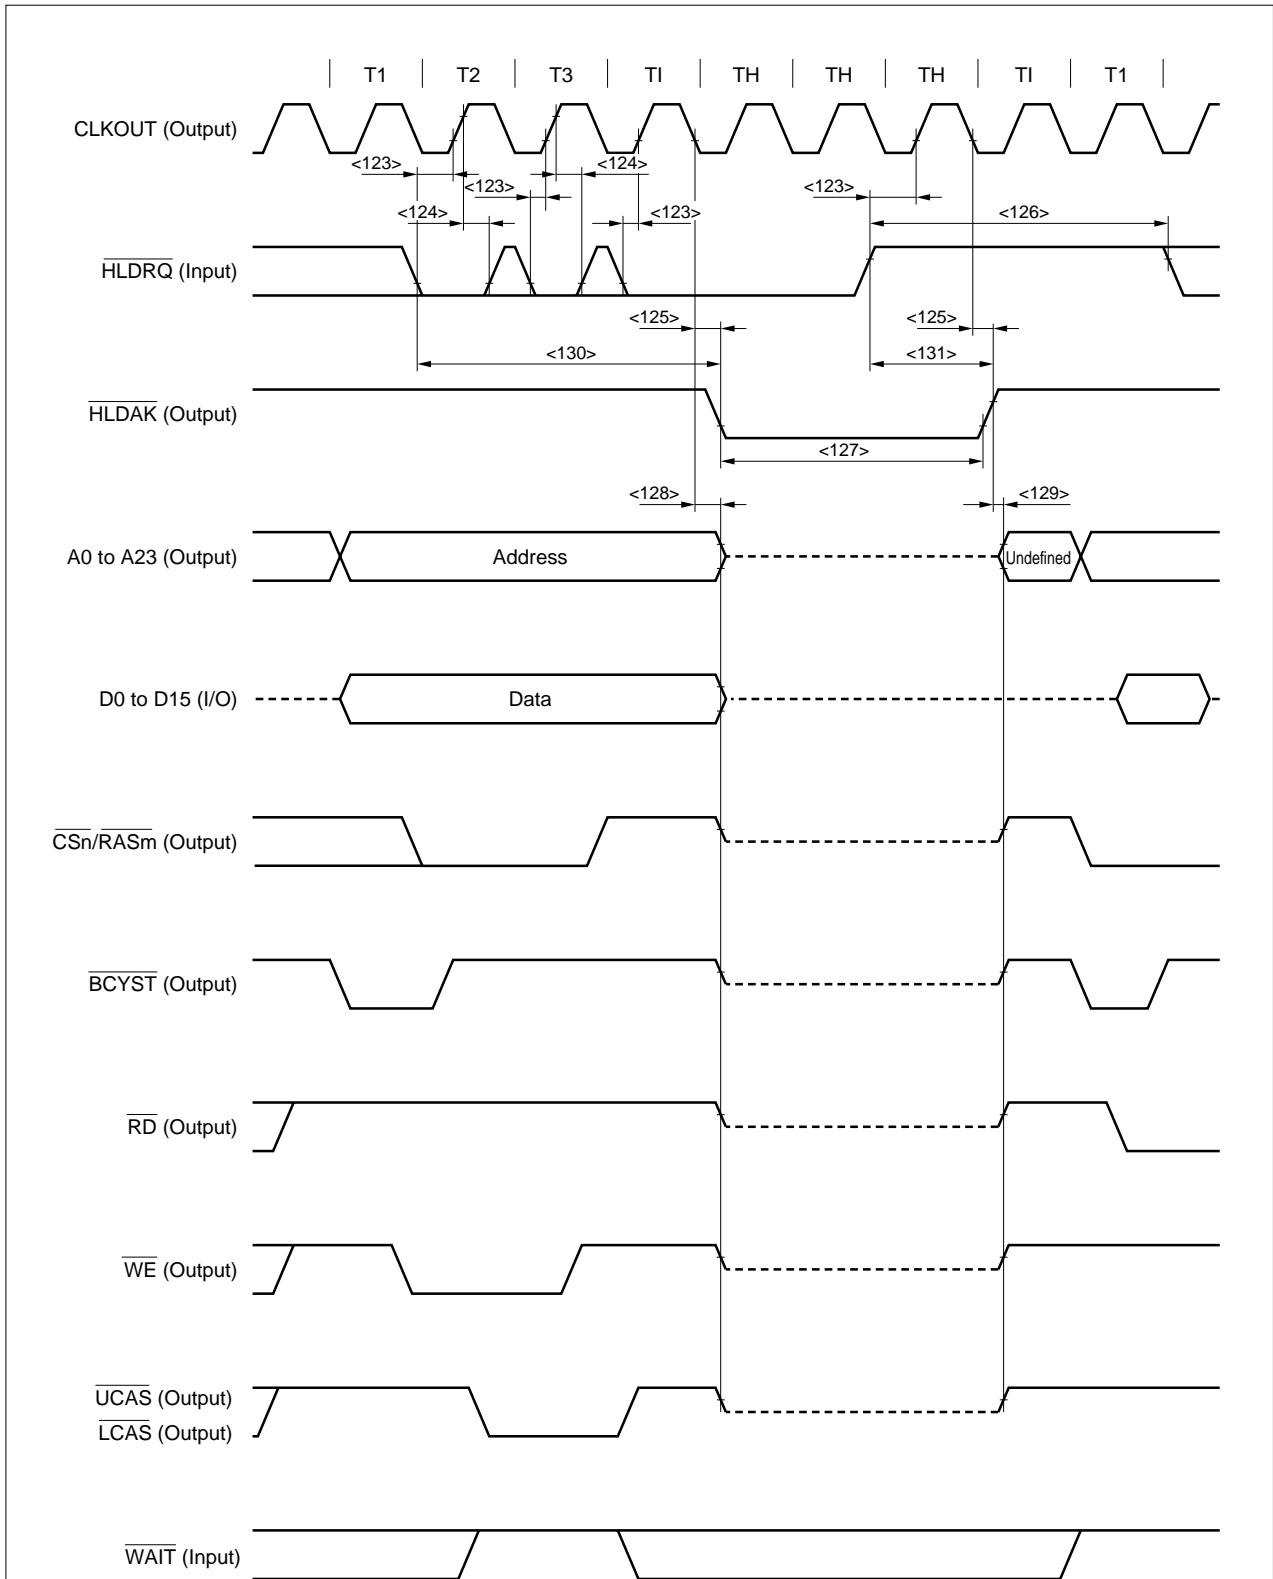 T1 T2 T3 TI TH TH TH TI T1
CLKOUT (Output)
<123> <124>
<123> <123>
<124> <123> <126>
HLDRQ (Input)
<125> <125>
<130> <131>
HLDAK (Output)
<127>
<128> <129>
A0 to A23 (Output) Address Undefined
D0 to D15 (I/O) Data
CSn/RASm (Output)
BCYST (Output)
RD (Output)
WE (Output)
UCAS (Output)
LCAS (Output)
WAIT (Input)